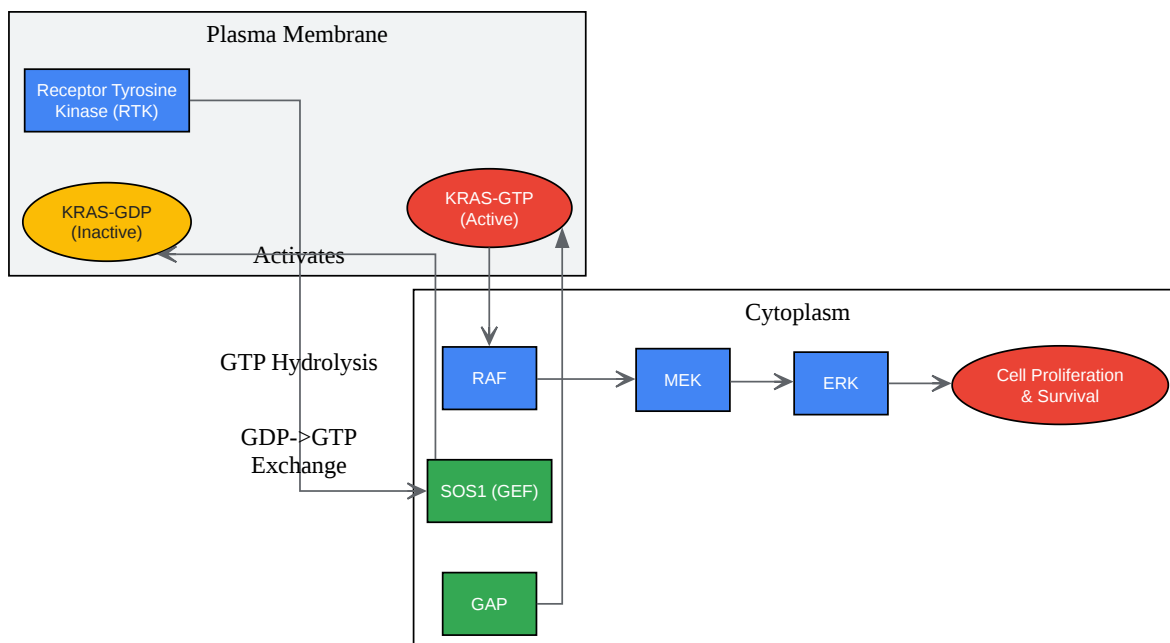 Plasma Membrane
Receptor Tyrosine
Kinase (RTK)
KRAS-GDP
(Inactive)
KRAS-GTP
(Active)
Activates
GTP Hydrolysis
GDP->GTP
Exchange
Cytoplasm
RAF
MEK
ERK
Cell Proliferation
& Survival
SOS1 (GEF)
GAP